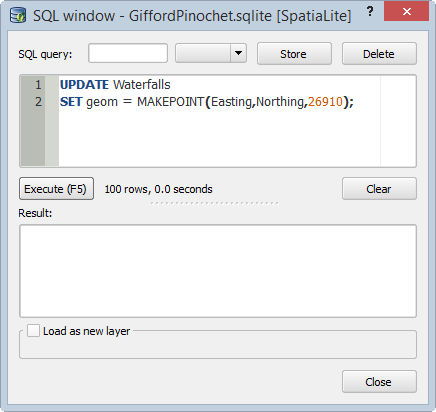 SQL window - GiffordPinochet.sqlite [SpatiaLite] ?
SQL query: Store Delete
1 UPDATE Waterfalls
2 SET geom = MAKEPOINT(Easting,Northing,26910);
Execute (F5) 100 rows, 0.0 seconds Clear
Result:
Load as new layer
Close